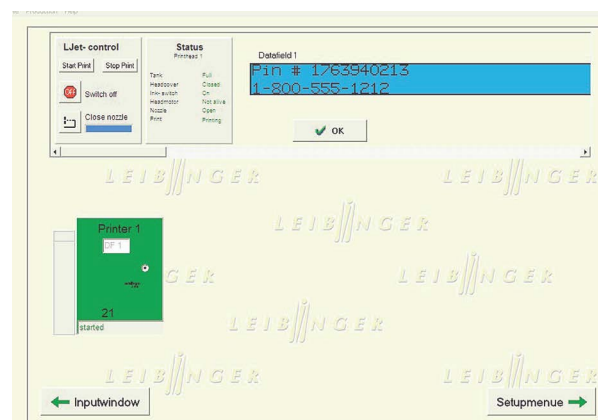 LJet- control
Start Print
Stop Print
Switch off
Close nozzle
Status
Printhead 1
Tank Full
Headcover Closed
Ink- switch On
Headmotor Not alive
Nozzle Open
Print Printing
Datafield 1
Pin # 1763940213
1-800-555-1212
OK
LEIBINGER LEIBINGER
LEIBINGER
Printer 1
DF 1
21
started
INGER LEIBINGER
LEIBINGER
LEIBINGER LEIBINGER
Inputwindow
Setupmenue